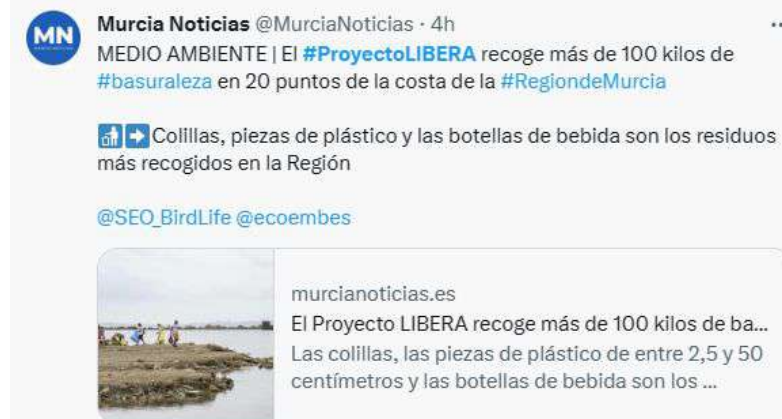 MN
Murcia Noticias @MurciaNoticias · 4h
MEDIO AMBIENTE | El #ProyectoLIBERA recoge más de 100 kilos de
#basuraleza en 20 puntos de la costa de la #RegiondeMurcia
Colillas, piezas de plástico y las botellas de bebida son los residuos
más recogidos en la Región
@SEO_BirdLife @ecoembes
murcianoticias.es
El Proyecto LIBERA recoge más de 100 kilos de ba...
Las colillas, las piezas de plástico de entre 2,5 y 50
centímetros y las botellas de bebida son los ...